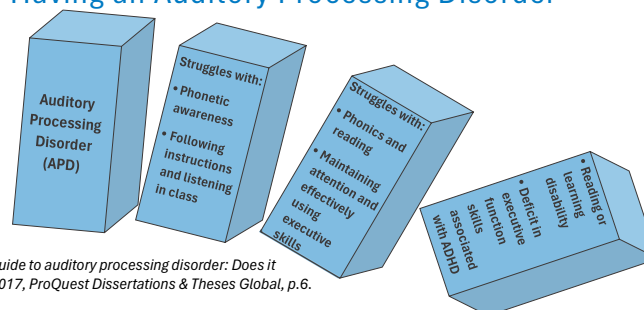 Having an Auditory Processing Disorder
Auditory
Processing
Disorder
(APD)
Struggles with:
• Phonetic
awareness
• Following
instructions
and listening
in class
Struggles with:
• Phonics and
reading
• Maintaining
attention and
effectively
using
executive
skills
• Reading or
learning
disability
• Deficit in
executive
function
skills
associated
with ADHD
uide to auditory processing disorder: Does it
017, ProQuest Dissertations & Theses Global, p.6.